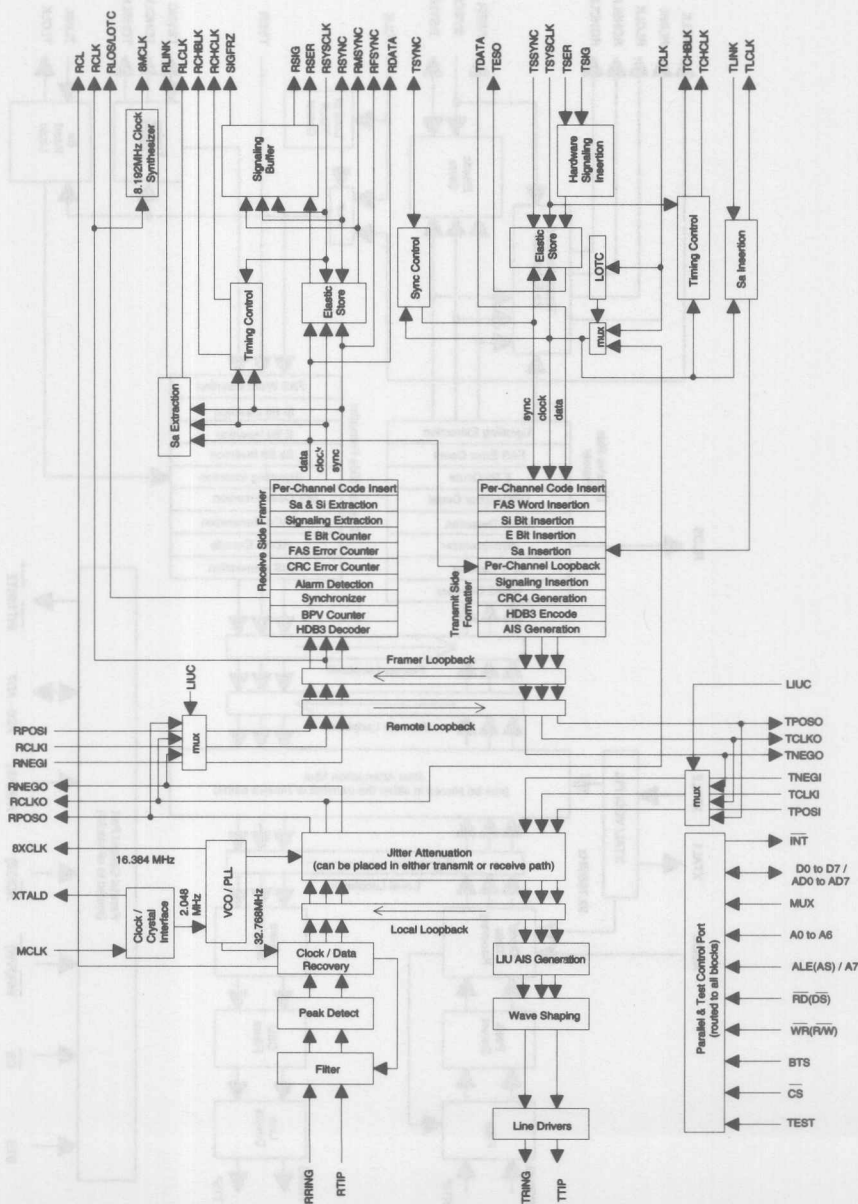 RCL
RCLK
RLOS/LOTC
8MCLK
RLINK
RLCLK
RCHBLK
RCHCLK
SIGFRZ
RSIG
RSER
RSYSCLK
RSYNC
RMSYNC
RFSYNC
RDATA
TSYNC
TDATA
TESO
TSSYNC
TSYSCLK
TSER
TSIG
TCLK
TCHBLK
TCHCLK
TLINK
TLCLK
8.192MHz Clock
Synthesizer
Signaling
Buffer
Hardware
Signaling
Insertion
Timing Control
Elastic
Store
Sync Control
Elastic
Store
LOTC
mux
Timing Control
Sa Insertion
Sa Extraction
data
clock
sync
sync
clock
data
Receive Side Framer
Per-Channel Code Insert
Sa & Si Extraction
Signaling Extraction
E Bit Counter
FAS Error Counter
CRC Error Counter
Alarm Detection
Synchronizer
BPV Counter
HDB3 Decoder
Transmit Side
Formatter
Per-Channel Code Insert
FAS Word Insertion
Si Bit Insertion
E Bit Insertion
Sa Insertion
Per-Channel Loopback
Signaling Insertion
CRC4 Generation
HDB3 Encode
AIS Generation
Framer Loopback
Remote Loopback
LIUC
mux
RPOSI
RCLKI
RNEGI
RNEGO
RCLKO
RPOSO
8XCLK
XTALD
MCLK
16.384 MHz
Clock /
Crystal
Interface
2.048
MHz
VCO / PLL
32.768MHz
Jitter Attenuation
(can be placed in either transmit or receive path)
Local Loopback
Clock / Data
Recovery
Peak Detect
Filter
RRING
RTIP
LIU AIS Generation
Wave Shaping
Line Drivers
TRING
TTIP
LIUC
mux
TPOSO
TCLKO
TNEGO
TNEGI
TCLKI
TPOSI
Parallel & Test Control Port
(routed to all blocks)
INT
D0 to D7 /
AD0 to AD7
MUX
A0 to A6
ALE(AS) / A7
RD(DS)
WR(R/W)
BTS
CS
TEST